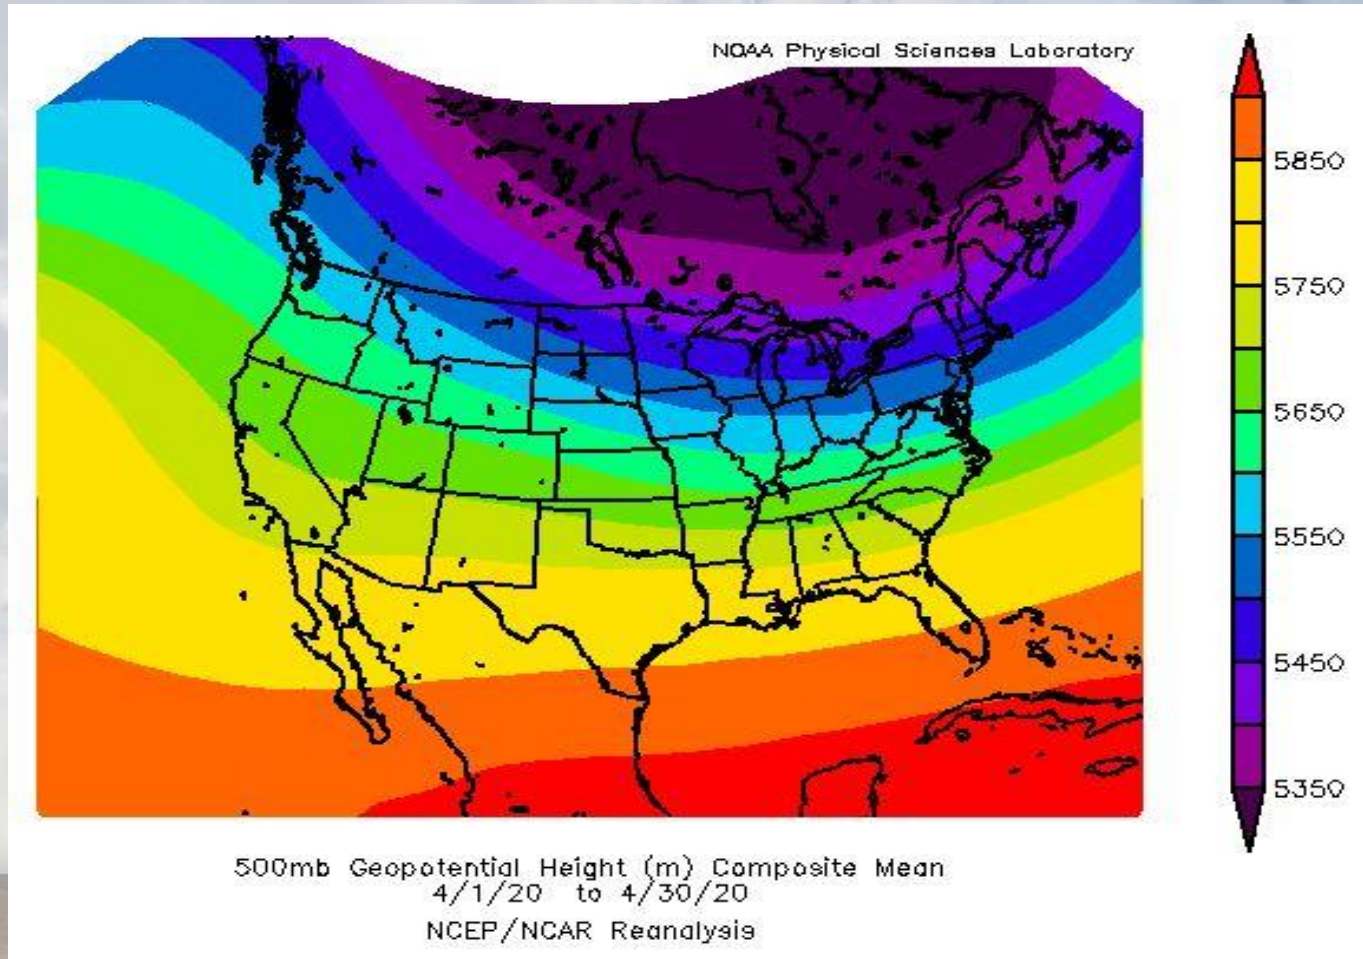 NOAA Physical Sciences Laboratory
5850
5750
5650
5550
5450
5350
500mb Geopotential Height (m) Composite Mean
4/1/20 to 4/30/20
NCEP/NCAR Reanalysis